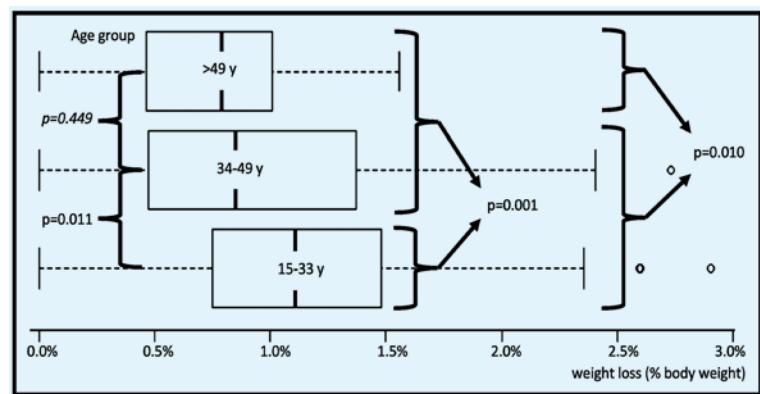 Age group
>49 y
p=0.449
34-49 y
p=0.010
p=0.011
p=0.001
15-33 y
0.0% 0.5% 1.0% 1.5% 2.0% 2.5% 3.0%
weight loss (% body weight)